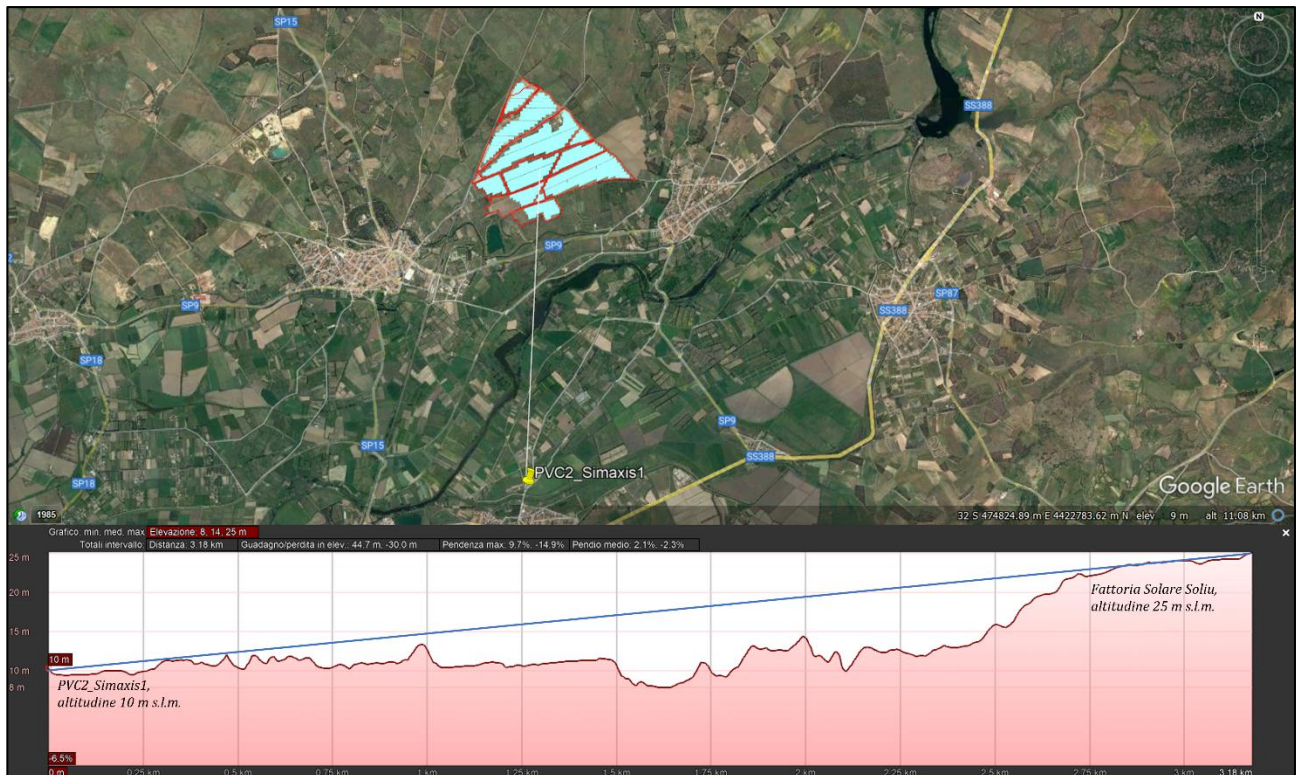 SP15
N
SS388
SP9
SP87
SP9
SS388
SP18
SP9
SP15
SS388
SP18
PVC2_Simaxis1
Google Earth
1985
32 S 474824.89 m E 4422783.62 m N elev 9 m alt 11.08 km
Grafico: min. med. max Elevazione: 8, 14, 25 m
Totali intervallo: Distanza: 3.18 km Guadagno/perdita in elev.: 44.7 m, -30.0 m Pendenza max: 9.7%, -14.9% Pendio medio: 2.1%, -2.3%
25 m
20 m
15 m
10 m
8 m
10 m
PVC2_Simaxis1,
altitudine 10 m s.l.m.
Fattoria Solare Soliu,
altitudine 25 m s.l.m.
-6.5%
0 m 0.25 km 0.5 km 0.75 km 1 km 1.25 km 1.5 km 1.75 km 2 km 2.25 km 2.5 km 2.75 km 3 km 3.18 km